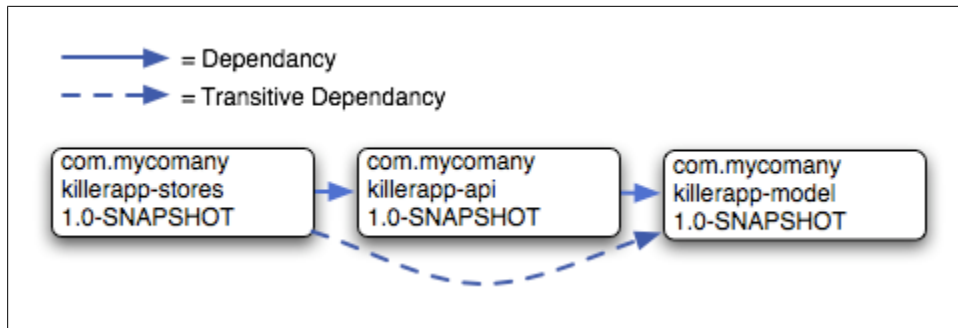 = Dependancy
= Transitive Dependancy
com.mycomany
killerapp-stores
1.0-SNAPSHOT
com.mycomany
killerapp-api
1.0-SNAPSHOT
com.mycomany
killerapp-model
1.0-SNAPSHOT